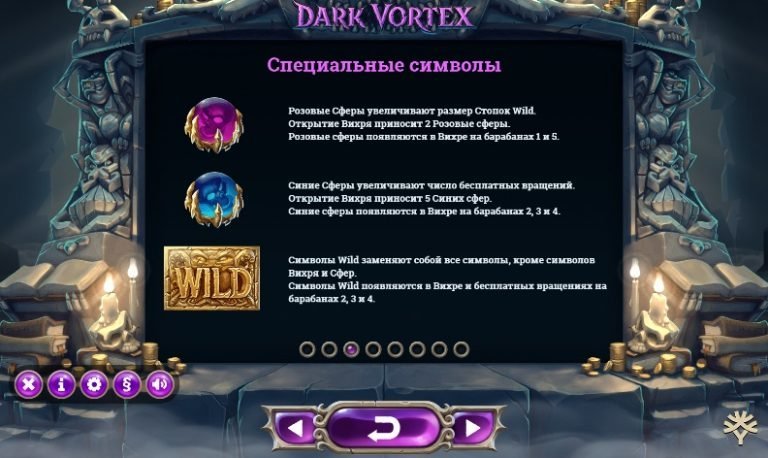 DARK VORTEX
Специальные символы
Розовые Сферы увеличивают размер Стопок Wild.
Открытие Вихря приносит 2 Розовые сферы.
Розовые сферы появляются в Вихре на барабанах 1 и 5.
Синие Сферы увеличивают число бесплатных вращений.
Открытие Вихря приносит 5 Синих сфер.
Синие сферы появляются в Вихре на барабанах 2, 3 и 4.
WILD
Символы Wild заменяют собой все символы, кроме символов
Вихря и Сфер.
Символы Wild появляются в Вихре и бесплатных вращениях на
барабанах 2, 3 и 4.
i
§